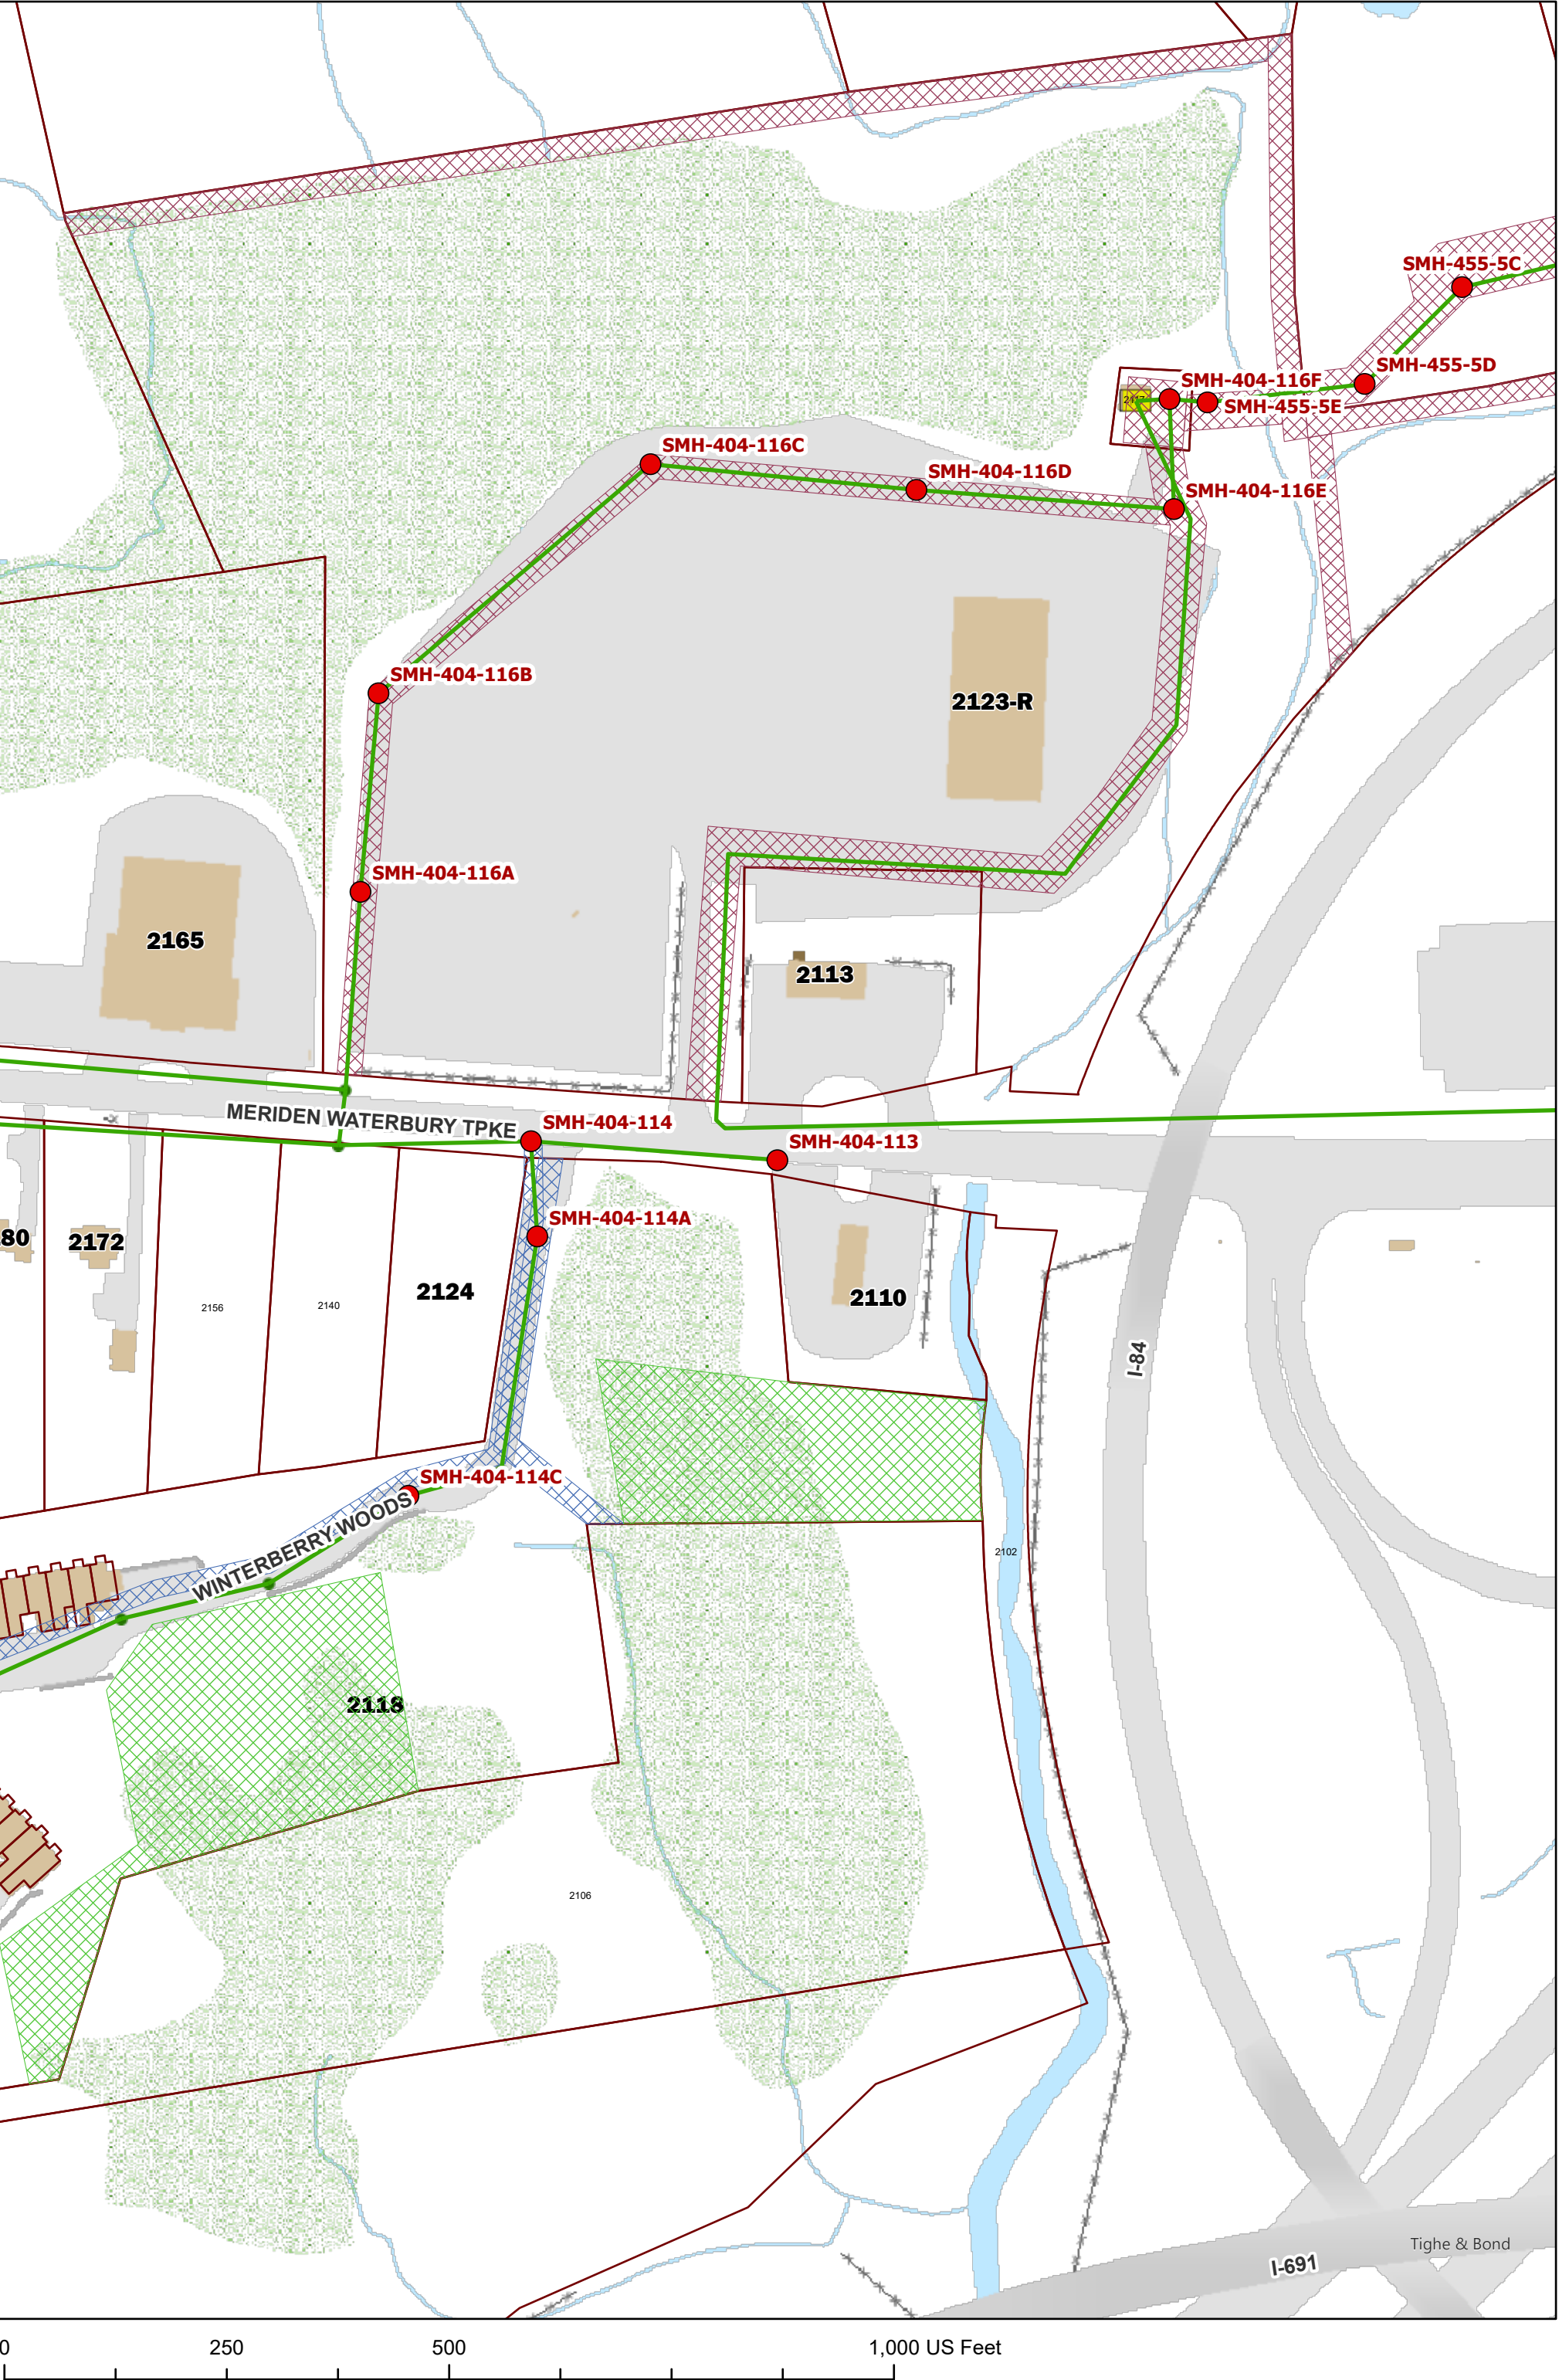 SMH-455-5C
SMH-455-5D
SMH-404-116F
2117
SMH-455-5E
SMH-404-116C
SMH-404-116D
SMH-404-116E
SMH-404-116B
2123-R
SMH-404-116A
2165
2113
MERIDEN WATERBURY TPKE
SMH-404-114
SMH-404-113
SMH-404-114A
80
2172
2124
2110
2156
2140
I-84
SMH-404-114C
WINTERBERRY WOODS
2102
2118
2106
Tighe & Bond
I-691
0
250
500
1,000 US Feet